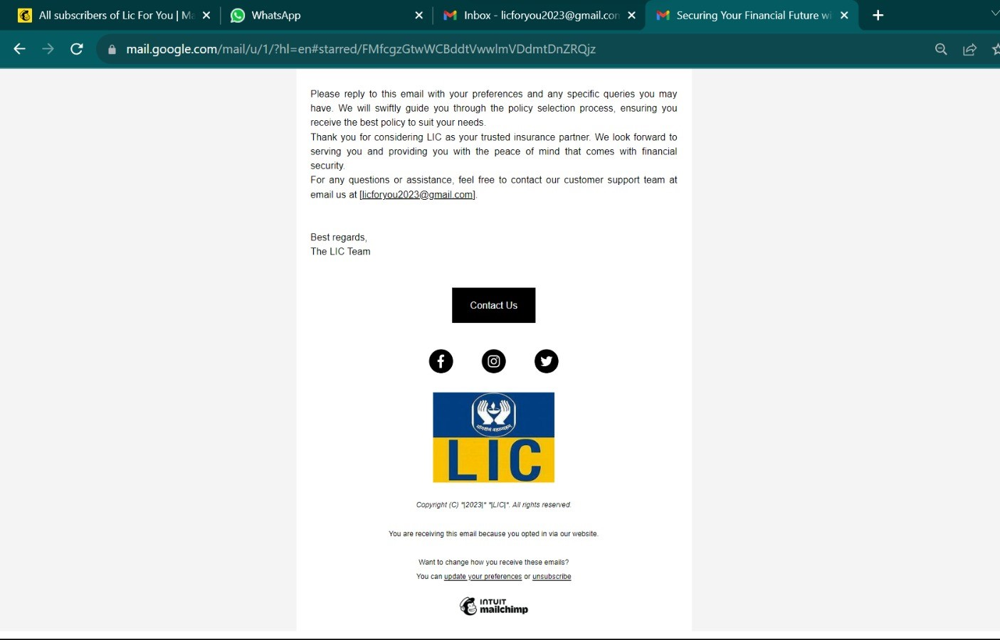 All subscribers of Lic For You | Ma
WhatsApp
Inbox - licforyou2023@gmail.con
Securing Your Financial Future wi
mail.google.com/mail/u/1/?hl=en#starred/FMfcgzGtwWCBddtVwwlmVDdmtDnZRQjz
Please reply to this email with your preferences and any specific queries you may
have. We will swiftly guide you through the policy selection process, ensuring you
receive the best policy to suit your needs.
Thank you for considering LIC as your trusted insurance partner. We look forward to
serving you and providing you with the peace of mind that comes with financial
security.
For any questions or assistance, feel free to contact our customer support team at
email us at [licforyou2023@gmail.com].
Best regards,
The LIC Team
Contact Us
योगक्षेमं वहाम्यहम्
LIC
Copyright (C) *|2023|* *|LIC|*. All rights reserved.
You are receiving this email because you opted in via our website.
Want to change how you receive these emails?
You can update your preferences or unsubscribe
INTUIT
mailchimp